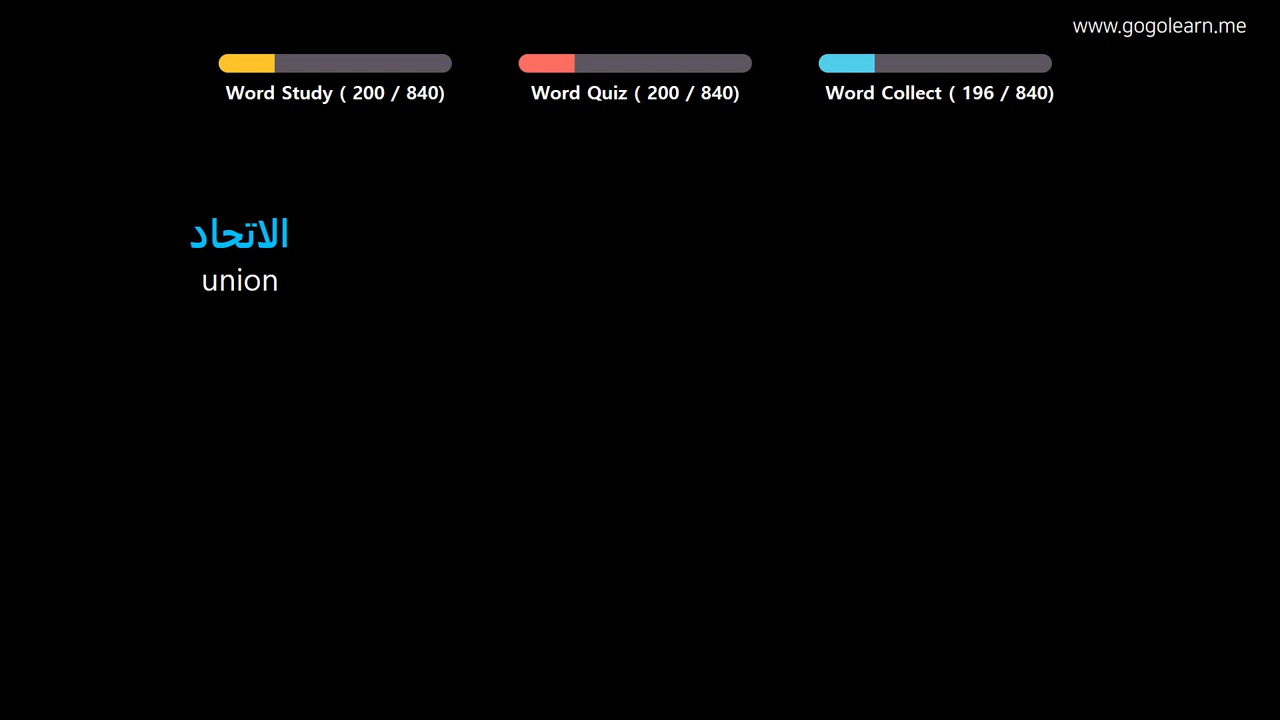 www.gogolearn.me
Word Study ( 200 / 840)
Word Quiz ( 200 / 840)
Word Collect ( 196 / 840)
الاتحاد
union